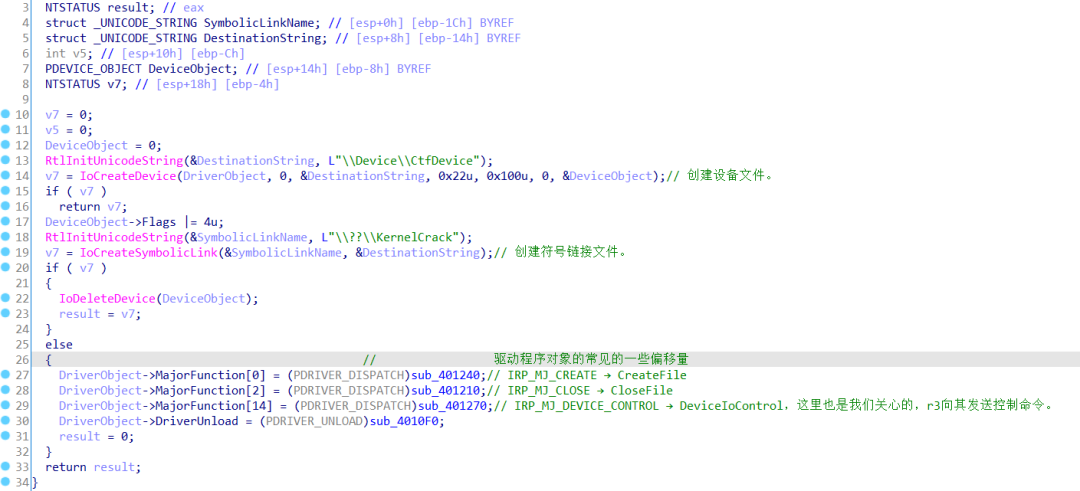 3 NTSTATUS result; // eax
4 struct _UNICODE_STRING SymbolicLinkName; // [esp+0h] [ebp-1Ch] BYREF
5 struct _UNICODE_STRING DestinationString; // [esp+8h] [ebp-14h] BYREF
6 int v5; // [esp+10h] [ebp-Ch]
7 PDEVICE_OBJECT DeviceObject; // [esp+14h] [ebp-8h] BYREF
8 NTSTATUS v7; // [esp+18h] [ebp-4h]
9
10 v7 = 0;
11 v5 = 0;
12 DeviceObject = 0;
13 RtlInitUnicodeString(&DestinationString, L"\\Device\\CtfDevice");
14 v7 = IoCreateDevice(DriverObject, 0, &DestinationString, 0x22u, 0x100u, 0, &DeviceObject);// 创建设备文件。
15 if ( v7 )
16 return v7;
17 DeviceObject->Flags |= 4u;
18 RtlInitUnicodeString(&SymbolicLinkName, L"\\??\\KernelCrack");
19 v7 = IoCreateSymbolicLink(&SymbolicLinkName, &DestinationString);// 创建符号链接文件。
20 if ( v7 )
21 {
22 IoDeleteDevice(DeviceObject);
23 result = v7;
24 }
25 else
26 { // 驱动程序对象的常见的一些偏移量
27 DriverObject->MajorFunction[0] = (PDRIVER_DISPATCH)sub_401240;// IRP_MJ_CREATE → CreateFile
28 DriverObject->MajorFunction[2] = (PDRIVER_DISPATCH)sub_401210;// IRP_MJ_CLOSE → CloseFile
29 DriverObject->MajorFunction[14] = (PDRIVER_DISPATCH)sub_401270;// IRP_MJ_DEVICE_CONTROL → DeviceIoControl, 这里也是我们关心的, r3向其发送控制命令。
30 DriverObject->DriverUnload = (PDRIVER_UNLOAD)sub_4010F0;
31 result = 0;
32 }
33 return result;
34 }